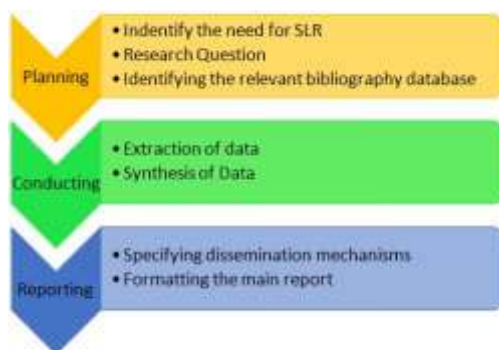 Planning
• Indentify the need for SLR
• Research Question
• Identifying the relevant bibliography database
Conducting
• Extraction of data
• Synthesis of Data
Reporting
• Specifying dissemination mechanisms
• Formatting the main report